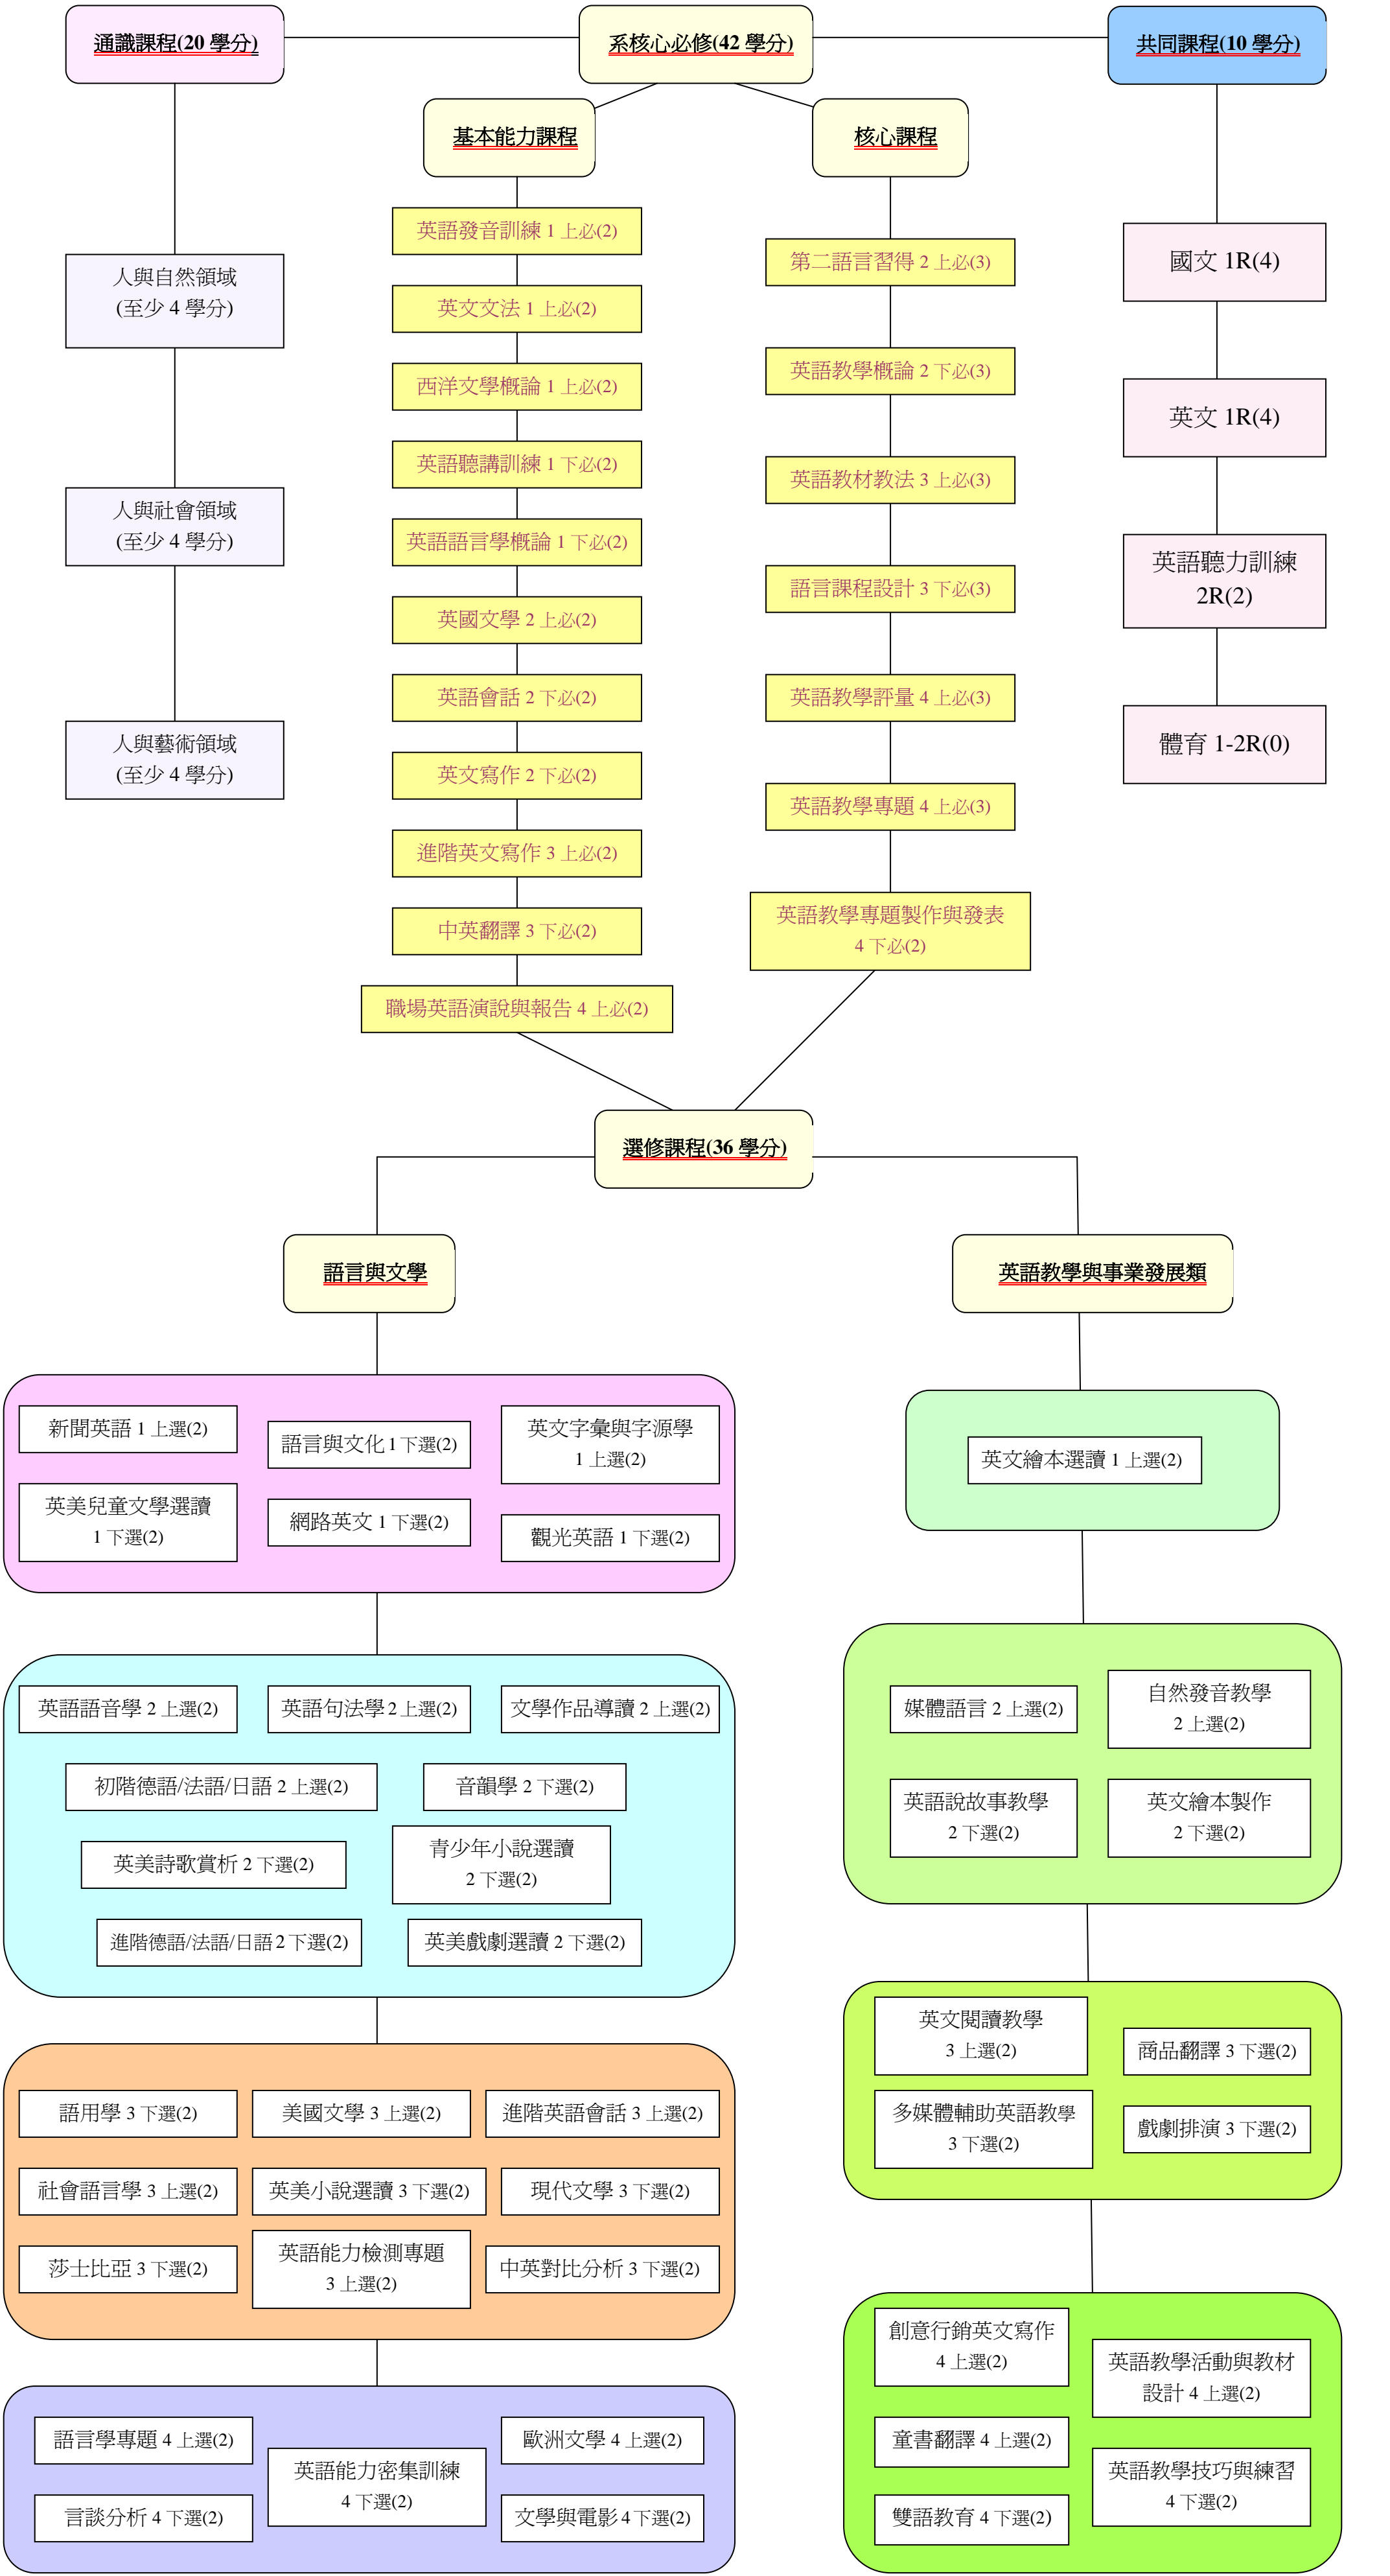 通識課程(20 學分)
系核心必修(42 學分)
共同課程(10 學分)
基本能力課程
核心課程
人與自然領域
(至少 4 學分)
人與社會領域
(至少 4 學分)
人與藝術領域
(至少 4 學分)
英語發音訓練 1 上必(2)
英文文法 1 上必(2)
西洋文學概論 1 上必(2)
英語聽講訓練 1 下必(2)
英語語言學概論 1 下必(2)
英國文學 2 上必(2)
英語會話 2 下必(2)
英文寫作 2 下必(2)
進階英文寫作 3 上必(2)
中英翻譯 3 下必(2)
職場英語演說與報告 4 上必(2)
第二語言習得 2 上必(3)
英語教學概論 2 下必(3)
英語教材教法 3 上必(3)
語言課程設計 3 下必(3)
英語教學評量 4 上必(3)
英語教學專題 4 上必(3)
英語教學專題製作與發表
4 下必(2)
國文 1R(4)
英文 1R(4)
英語聽力訓練
2R(2)
體育 1-2R(0)
選修課程(36 學分)
語言與文學
英語教學與事業發展類
新聞英語 1 上選(2)
語言與文化 1 下選(2)
英文字彙與字源學
1 上選(2)
英美兒童文學選讀
1 下選(2)
網路英文 1 下選(2)
觀光英語 1 下選(2)
英語語音學 2 上選(2)
英語句法學 2 上選(2)
文學作品導讀 2 上選(2)
初階德語/法語/日語 2 上選(2)
音韻學 2 下選(2)
英美詩歌賞析 2 下選(2)
青少年小說選讀
2 下選(2)
進階德語/法語/日語 2 下選(2)
英美戲劇選讀 2 下選(2)
語用學 3 下選(2)
美國文學 3 上選(2)
進階英語會話 3 上選(2)
社會語言學 3 上選(2)
英美小說選讀 3 下選(2)
現代文學 3 下選(2)
莎士比亞 3 下選(2)
英語能力檢測專題
3 上選(2)
中英對比分析 3 下選(2)
語言學專題 4 上選(2)
英語能力密集訓練
4 下選(2)
歐洲文學 4 上選(2)
言談分析 4 下選(2)
文學與電影 4 下選(2)
英文繪本選讀 1 上選(2)
媒體語言 2 上選(2)
自然發音教學
2 上選(2)
英語說故事教學
2 下選(2)
英文繪本製作
2 下選(2)
英文閱讀教學
3 上選(2)
商品翻譯 3 下選(2)
多媒體輔助英語教學
3 下選(2)
戲劇排演 3 下選(2)
創意行銷英文寫作
4 上選(2)
英語教學活動與教材
設計 4 上選(2)
童書翻譯 4 上選(2)
英語教學技巧與練習
4 下選(2)
雙語教育 4 下選(2)